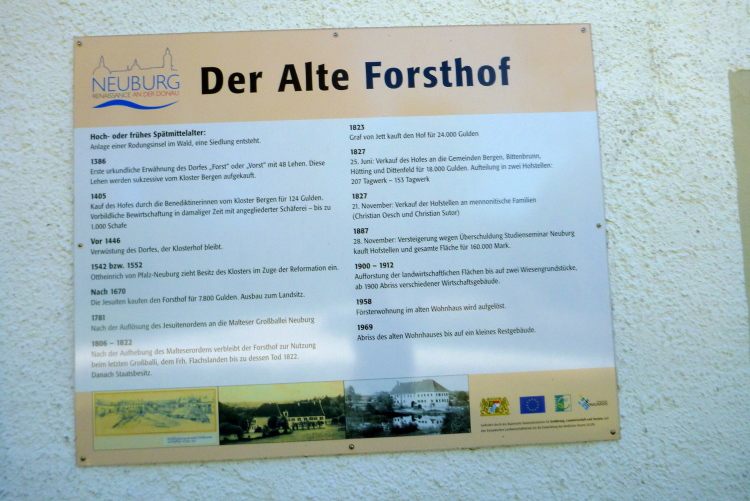 NEUBURG
RENAISSANCE AN DER DONAU
Der Alte Forsthof
Hoch- oder frühes Spätmittelalter:
Anlage einer Rodungsinsel im Wald, eine Siedlung entsteht.
1386
Erste urkundliche Erwähnung des Dorfes „Forst" oder „Vorst" mit 48 Lehen. Diese
Lehen werden sukzessive vom Kloster Bergen aufgekauft.
1405
Kauf des Hofes durch die Benediktinerinnen vom Kloster Bergen für 124 Gulden.
Vorbildliche Bewirtschaftung in damaliger Zeit mit angegliederter Schäferei – bis zu
1.000 Schafe
Vor 1446
Verwüstung des Dorfes, der Klosterhof bleibt.
1542 bzw. 1552
Ottheinrich von Pfalz-Neuburg zieht Besitz des Klosters im Zuge der Reformation ein.
Nach 1670
Die Jesuiten kaufen den Forsthof für 7.800 Gulden. Ausbau zum Landsitz.
1781
Nach der Auflösung des Jesuitenordens an die Malteser Großballei Neuburg
1806 – 1822
Nach der Aufhebung des Malteserordens verbleibt der Forsthof zur Nutzung
beim letzten Großballi, dem Frh. Flachslanden bis zu dessen Tod 1822.
Danach Staatsbesitz.
1823
Graf von Jett kauft den Hof für 24.000 Gulden
1827
25. Juni: Verkauf des Hofes an die Gemeinden Bergen, Bittenbrunn,
Hütting und Dittenfeld für 18.000 Gulden. Aufteilung in zwei Hofstellen:
207 Tagwerk – 153 Tagwerk
1827
21. November: Verkauf der Hofstellen an mennonitische Familien
(Christian Oesch und Christian Sutor)
1887
28. November: Versteigerung wegen Überschuldung Studienseminar Neuburg
kauft Hofstellen und gesamte Fläche für 160.000 Mark.
1900 – 1912
Aufforstung der landwirtschaftlichen Flächen bis auf zwei Wiesengrundstücke,
ab 1900 Abriss verschiedener Wirtschaftsgebäude.
1958
Försterwohnung im alten Wohnhaus wird aufgelöst.
1969
Abriss des alten Wohnhauses bis auf ein kleines Restgebäude.